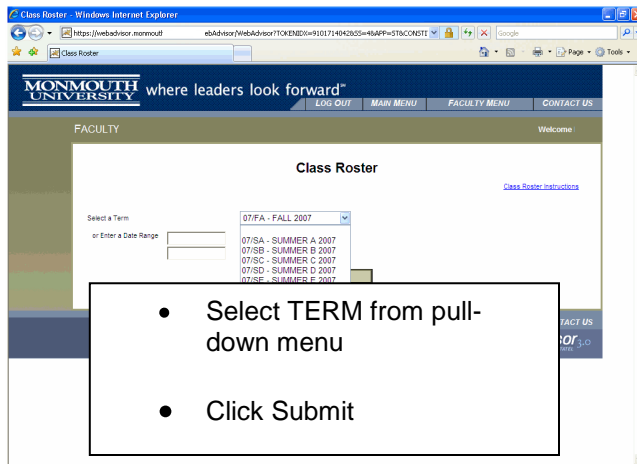 Class Roster - Windows Internet Explorer
https://webadvisor.monmouth ebAdvisor/WebAdvisor?TOKENIDX=9101714042&SS=4&APP=ST&CONSTI
Google
Class Roster
Page
Tools
MONMOUTH UNIVERSITY where leaders look forward℠
LOG OUT MAIN MENU FACULTY MENU CONTACT US
FACULTY
Welcome
Class Roster
Class Roster Instructions
Select a Term
07/FA - FALL 2007
or Enter a Date Range
07/SA - SUMMER A 2007
07/SB - SUMMER B 2007
07/SC - SUMMER C 2007
07/SD - SUMMER D 2007
07/SE - SUMMER E 2007
● Select TERM from pull-
down menu
● Click Submit
TACT US
3.0